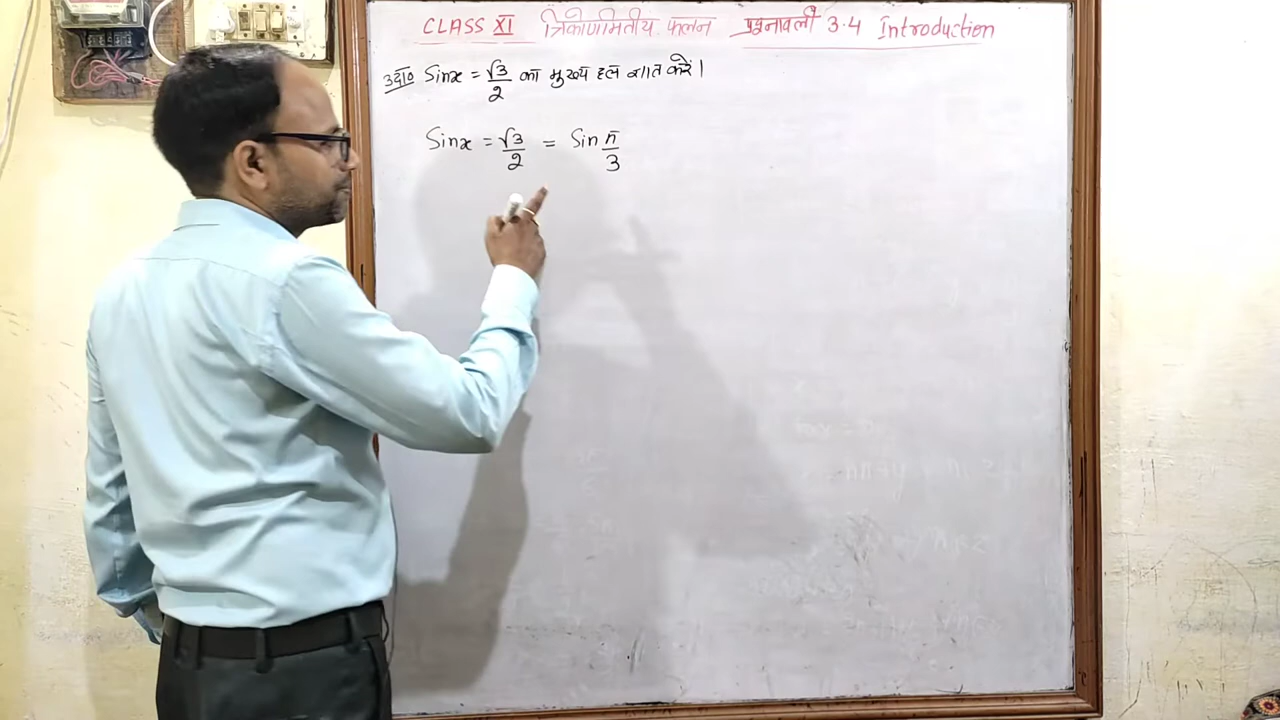 CLASS XI त्रिकोणमितीय फलन प्रश्नावली 3.4 Introduction
उदा० Sinx = √3/2 का मुख्य हल ज्ञात करें।
Sinx = √3/2 = Sin π/3